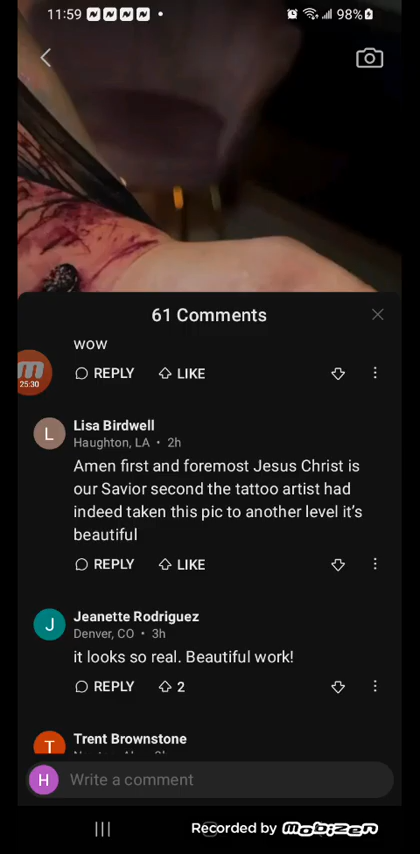 11:59 N N N N • 98%
61 Comments
wow
REPLY LIKE
m
25:30
L Lisa Birdwell
Haughton, LA • 2h
Amen first and foremost Jesus Christ is
our Savior second the tattoo artist had
indeed taken this pic to another level it's
beautiful
REPLY LIKE
J Jeanette Rodriguez
Denver, CO • 3h
it looks so real. Beautiful work!
REPLY 2
T Trent Brownstone
H Write a comment
Recorded by mobizen